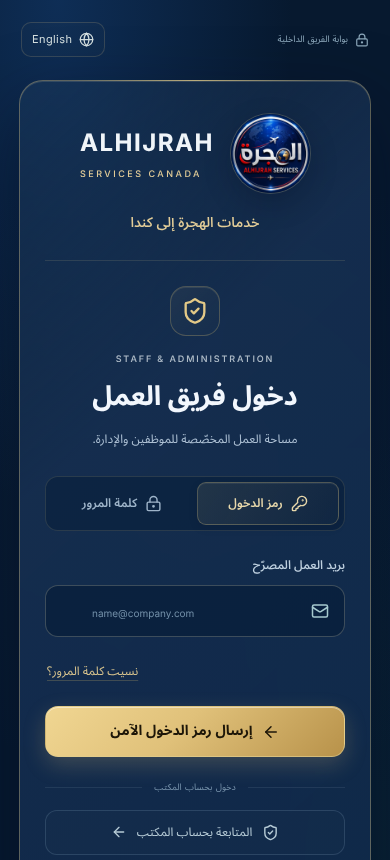 بوابة الفريق الداخلية
English
الهجرة
ALHIJRAH SERVICES
ALHIJRAH
SERVICES CANADA
خدمات الهجرة إلى كندا
STAFF & ADMINISTRATION
دخول فريق العمل
مساحة العمل المخصّصة للموظفين والإدارة.
رمز الدخول
كلمة المرور
بريد العمل المصرّح
name@company.com
نسيت كلمة المرور؟
إرسال رمز الدخول الآمن
دخول بحساب المكتب
المتابعة بحساب المكتب